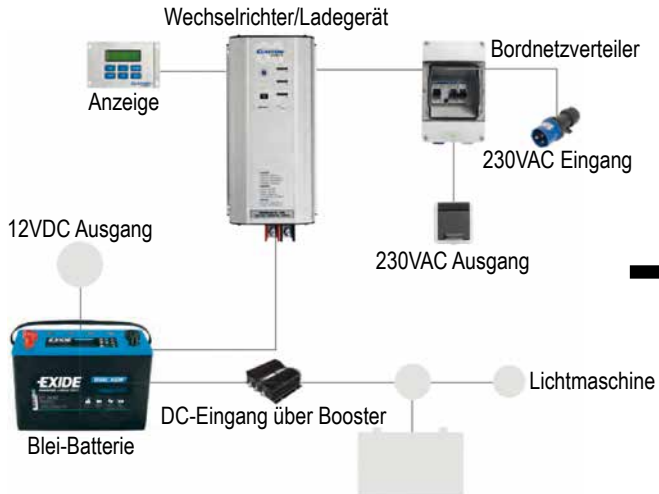 Wechselrichter/Ladegerät
Bordnetzverteiler
Anzeige
230VAC Eingang
12VDC Ausgang
230VAC Ausgang
EXIDE
Lichtmaschine
DC-Eingang über Booster
Blei-Batterie